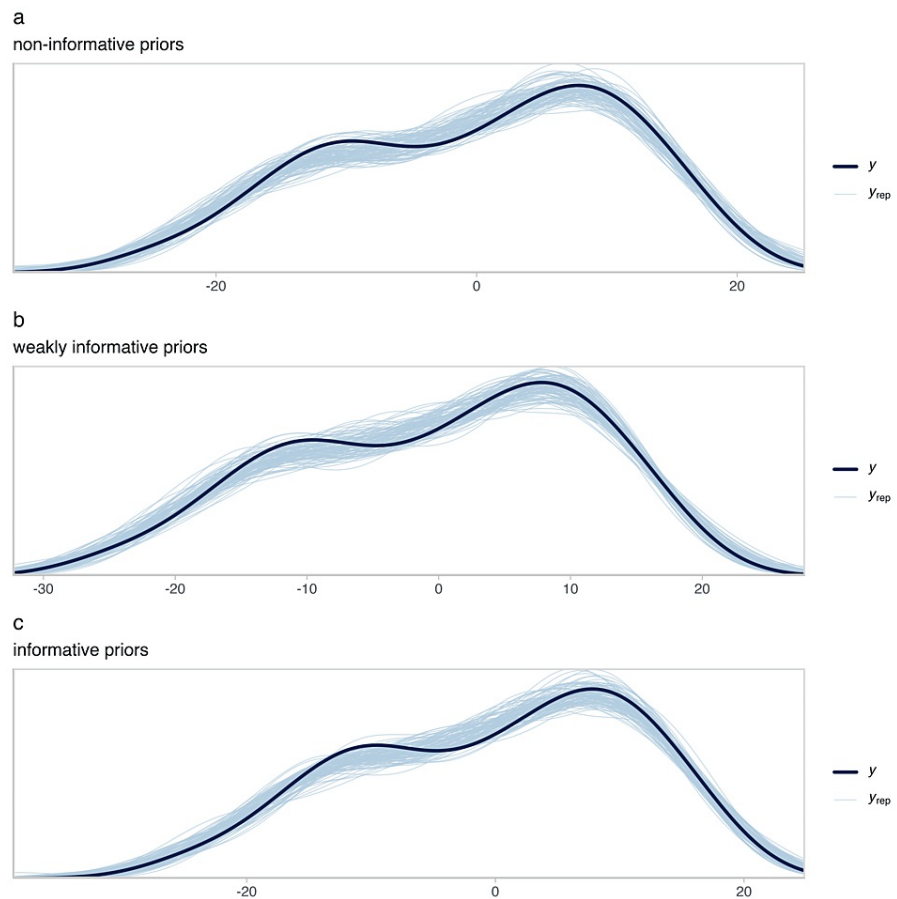 a
non-informative priors
y
yrep
-20 0 20
b
weakly informative priors
y
yrep
-30 -20 -10 0 10 20
c
informative priors
y
yrep
-20 0 20